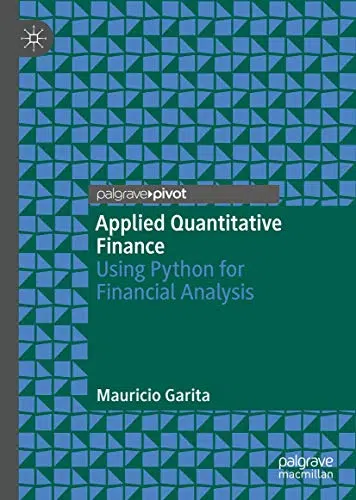 palgrave▸pivot
Applied Quantitative
Finance
Using Python for
Financial Analysis
Mauricio Garita
palgrave
macmillan